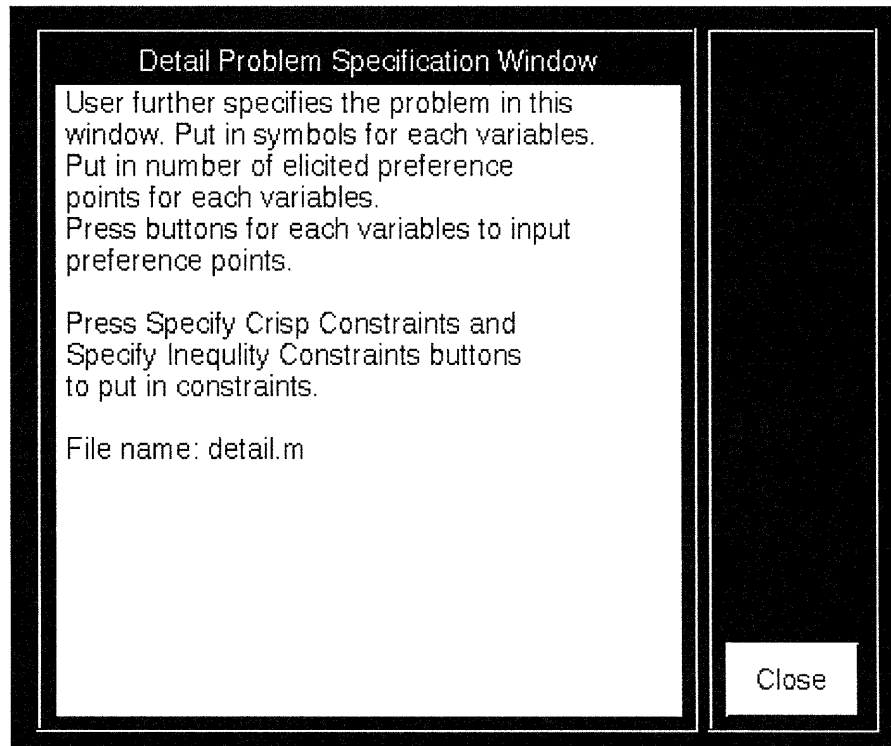 Detail Problem Specification Window
User further specifies the problem in this
window. Put in symbols for each variables.
Put in number of elicited preference
points for each variables.
Press buttons for each variables to input
preference points.
Press Specify Crisp Constraints and
Specify Inequlity Constraints buttons
to put in constraints.
File name: detail.m
Close